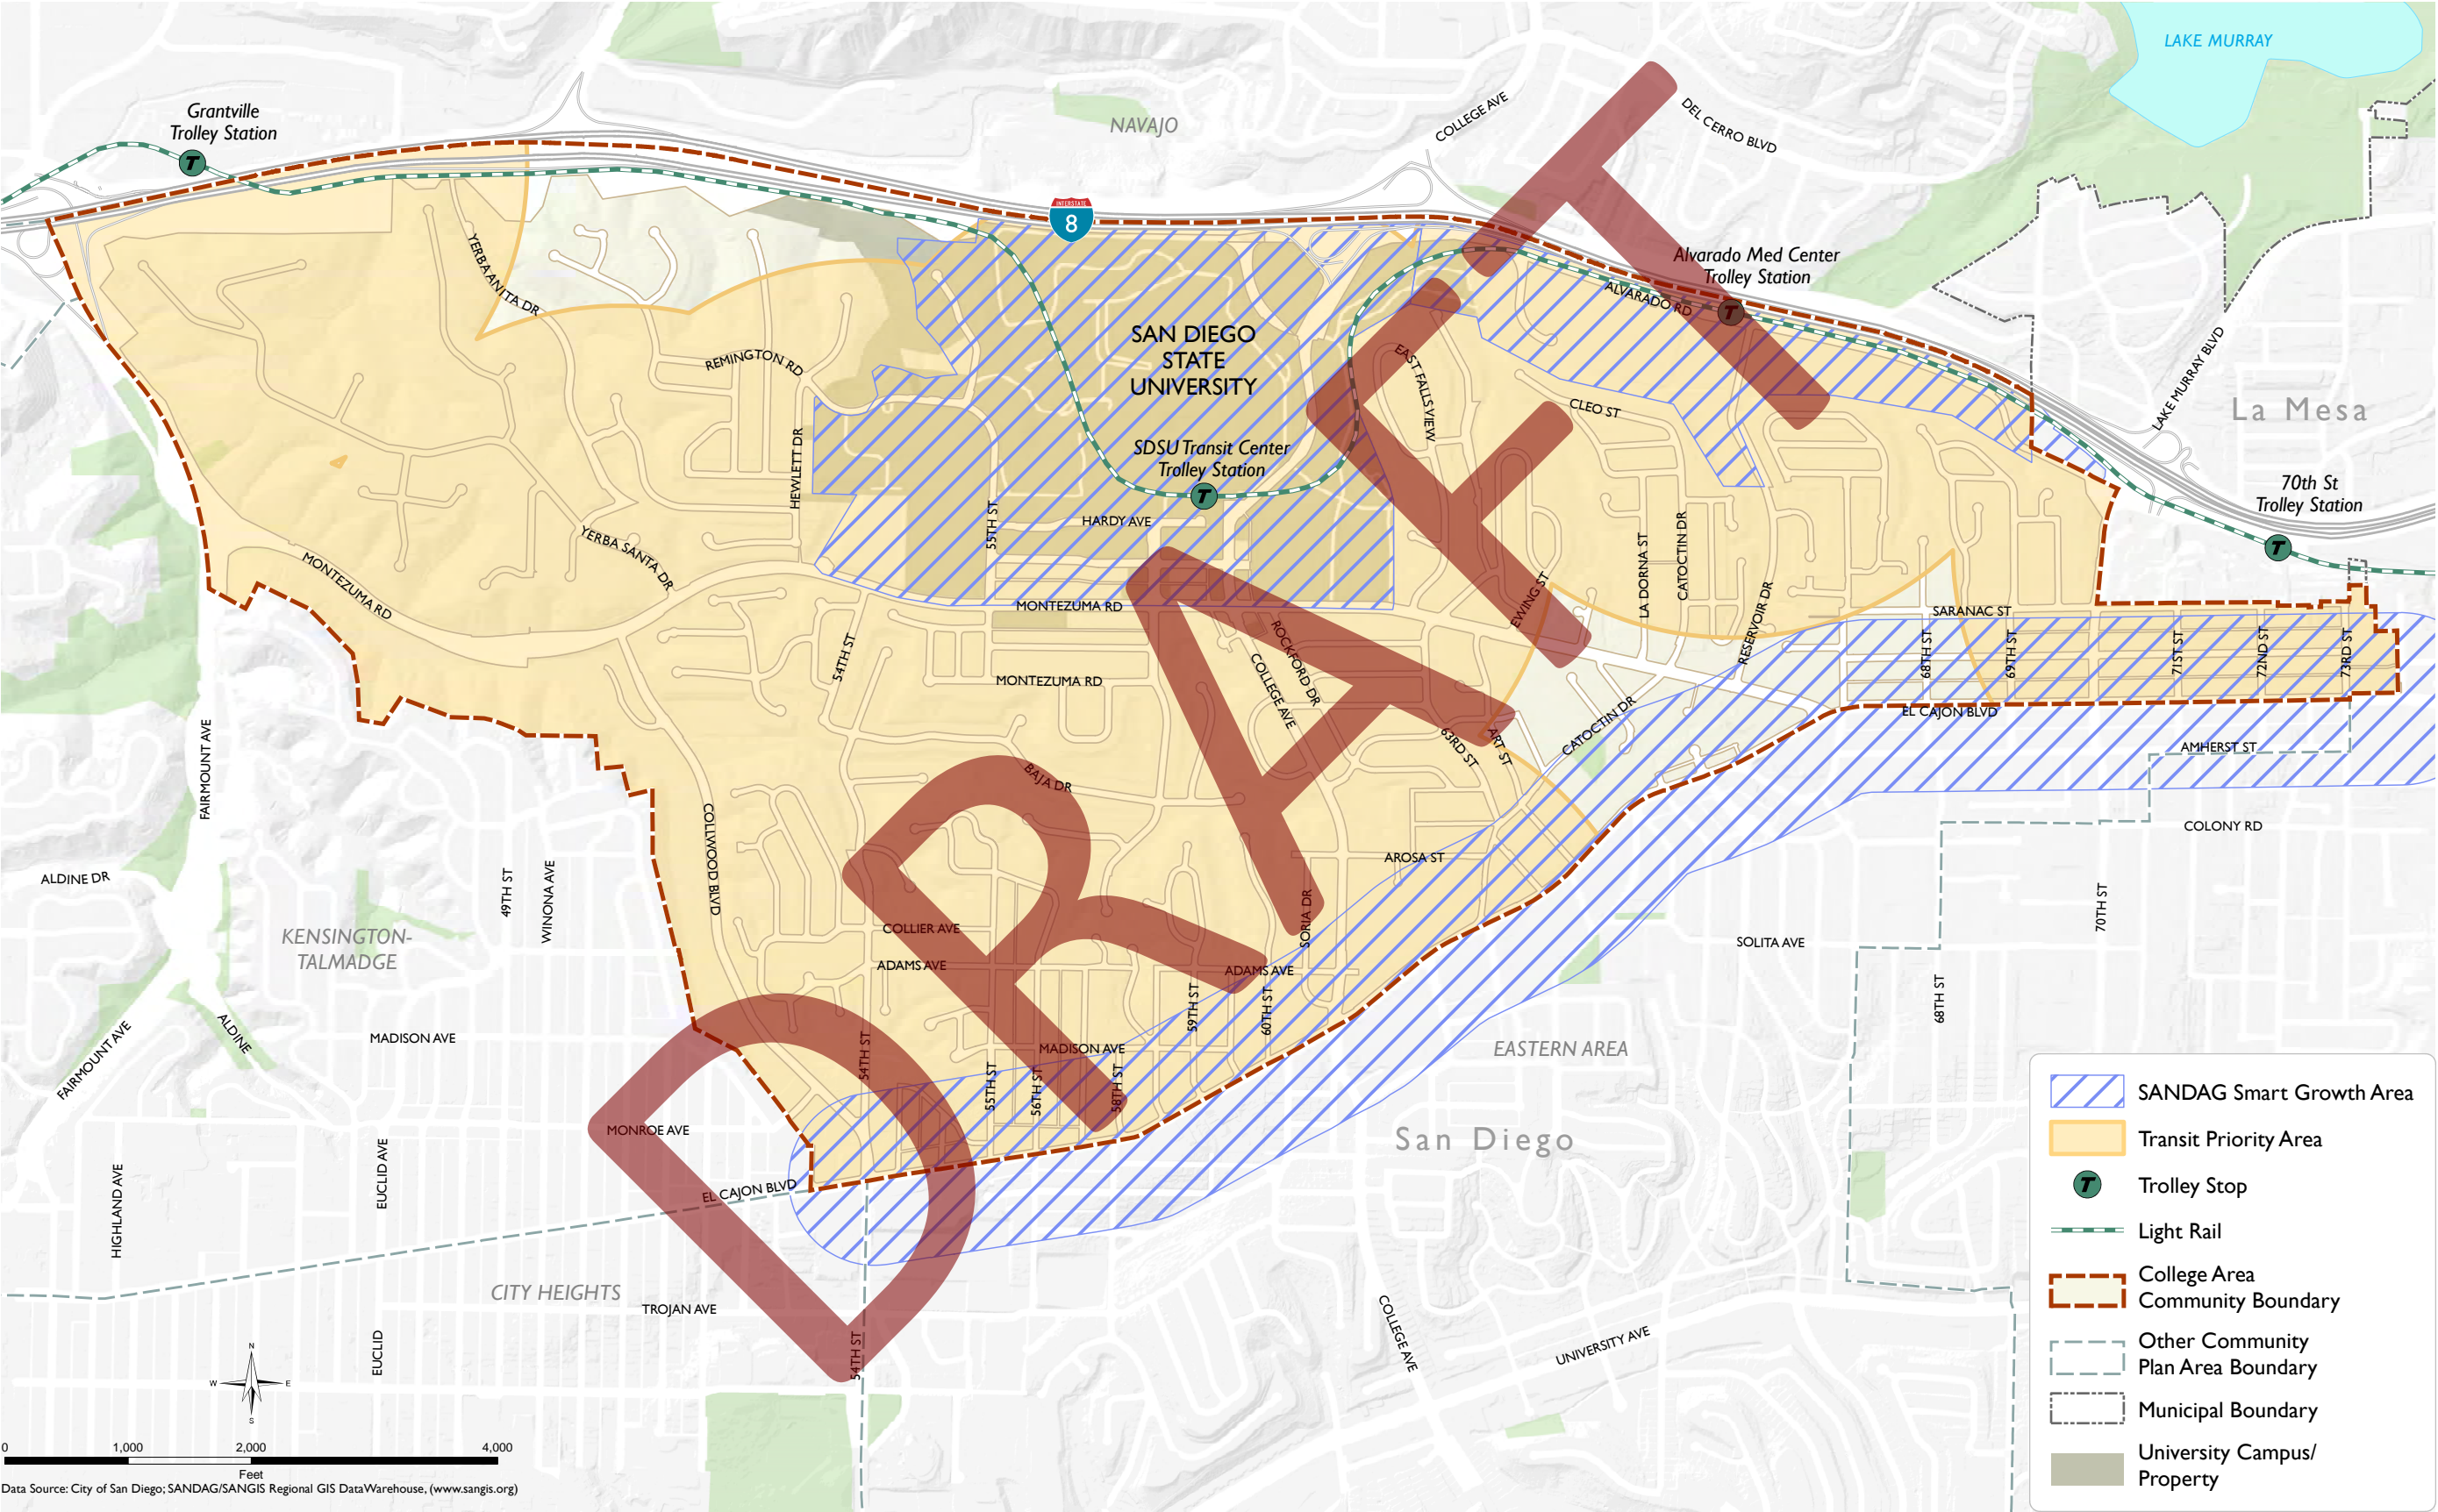 LAKE MURRAY
Grantville
Trolley Station
NAVAJO
COLLEGE AVE
DEL CERRO BLVD
INTERSTATE
8
Alvarado Med Center
Trolley Station
ALVARADO RD
YERBA ANITA DR
REMINGTON RD
SAN DIEGO
STATE
UNIVERSITY
EAST FALLS VIEW
CLEO ST
LAKE MURRAY BLVD
La Mesa
HEWLETT DR
SDSU Transit Center
Trolley Station
70th St
Trolley Station
55TH ST
HARDY AVE
YERBA SANTA DR
MONTEZUMA RD
MONTEZUMA RD
EWING ST
LA DORNA ST
CATOCTIN DR
RESERVOIR DR
SARANAC ST
54TH ST
MONTEZUMA RD
COLLEGE AVE
ROCKFORD DR
68TH ST
69TH ST
71ST ST
72ND ST
73RD ST
EL CAJON BLVD
CATOCTIN DR
63RD ST
ART ST
AMHERST ST
FAIRMOUNT AVE
BAJA DR
COLLWOOD BLVD
COLONY RD
AROSA ST
ALDINE DR
49TH ST
WINONA AVE
KENSINGTON-
TALMADGE
COLLIER AVE
SORIA DR
ADAMS AVE
ADAMS AVE
SOLITA AVE
70TH ST
68TH ST
59TH ST
60TH ST
FAIRMOUNT AVE
ALDINE
MADISON AVE
54TH ST
MADISON AVE
55TH ST
56TH ST
58TH ST
EASTERN AREA
MONROE AVE
San Diego
HIGHLAND AVE
EUCLID AVE
EL CAJON BLVD
CITY HEIGHTS
TROJAN AVE
EUCLID
54TH ST
COLLEGE AVE
UNIVERSITY AVE
DRAFT
SANDAG Smart Growth Area
Transit Priority Area
T Trolley Stop
Light Rail
College Area
Community Boundary
Other Community
Plan Area Boundary
Municipal Boundary
University Campus/
Property
N
W E
S
0 1,000 2,000 4,000
Feet
Data Source: City of San Diego; SANDAG/SANGIS Regional GIS DataWarehouse, (www.sangis.org)